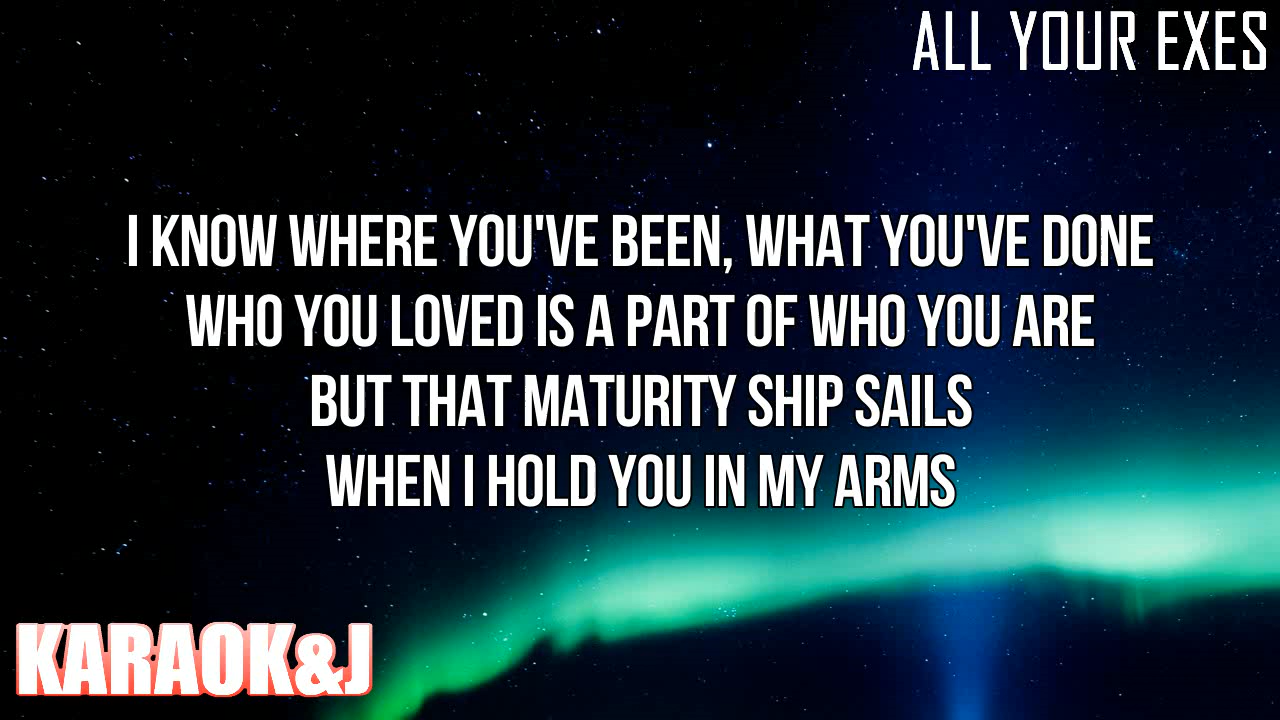 ALL YOUR EXES
I KNOW WHERE YOU'VE BEEN, WHAT YOU'VE DONE
WHO YOU LOVED IS A PART OF WHO YOU ARE
BUT THAT MATURITY SHIP SAILS
WHEN I HOLD YOU IN MY ARMS
KARAOK&J